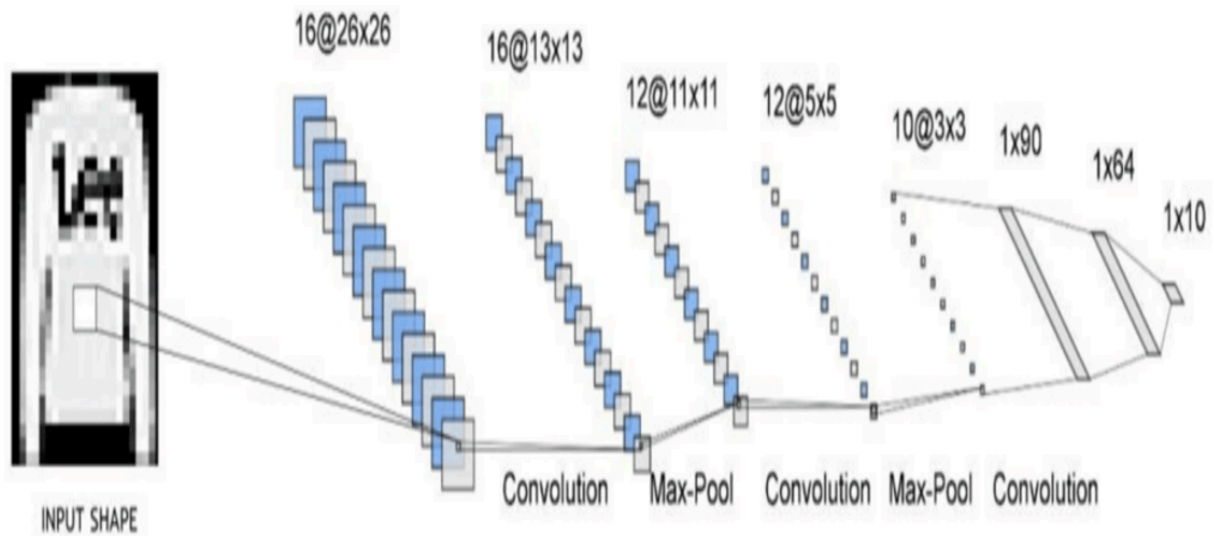 16@26x26
16@13x13
12@11x11
12@5x5
10@3x3
1x90
1x64
1x10
Convolution
Max-Pool
Convolution
Max-Pool
Convolution
INPUT SHAPE